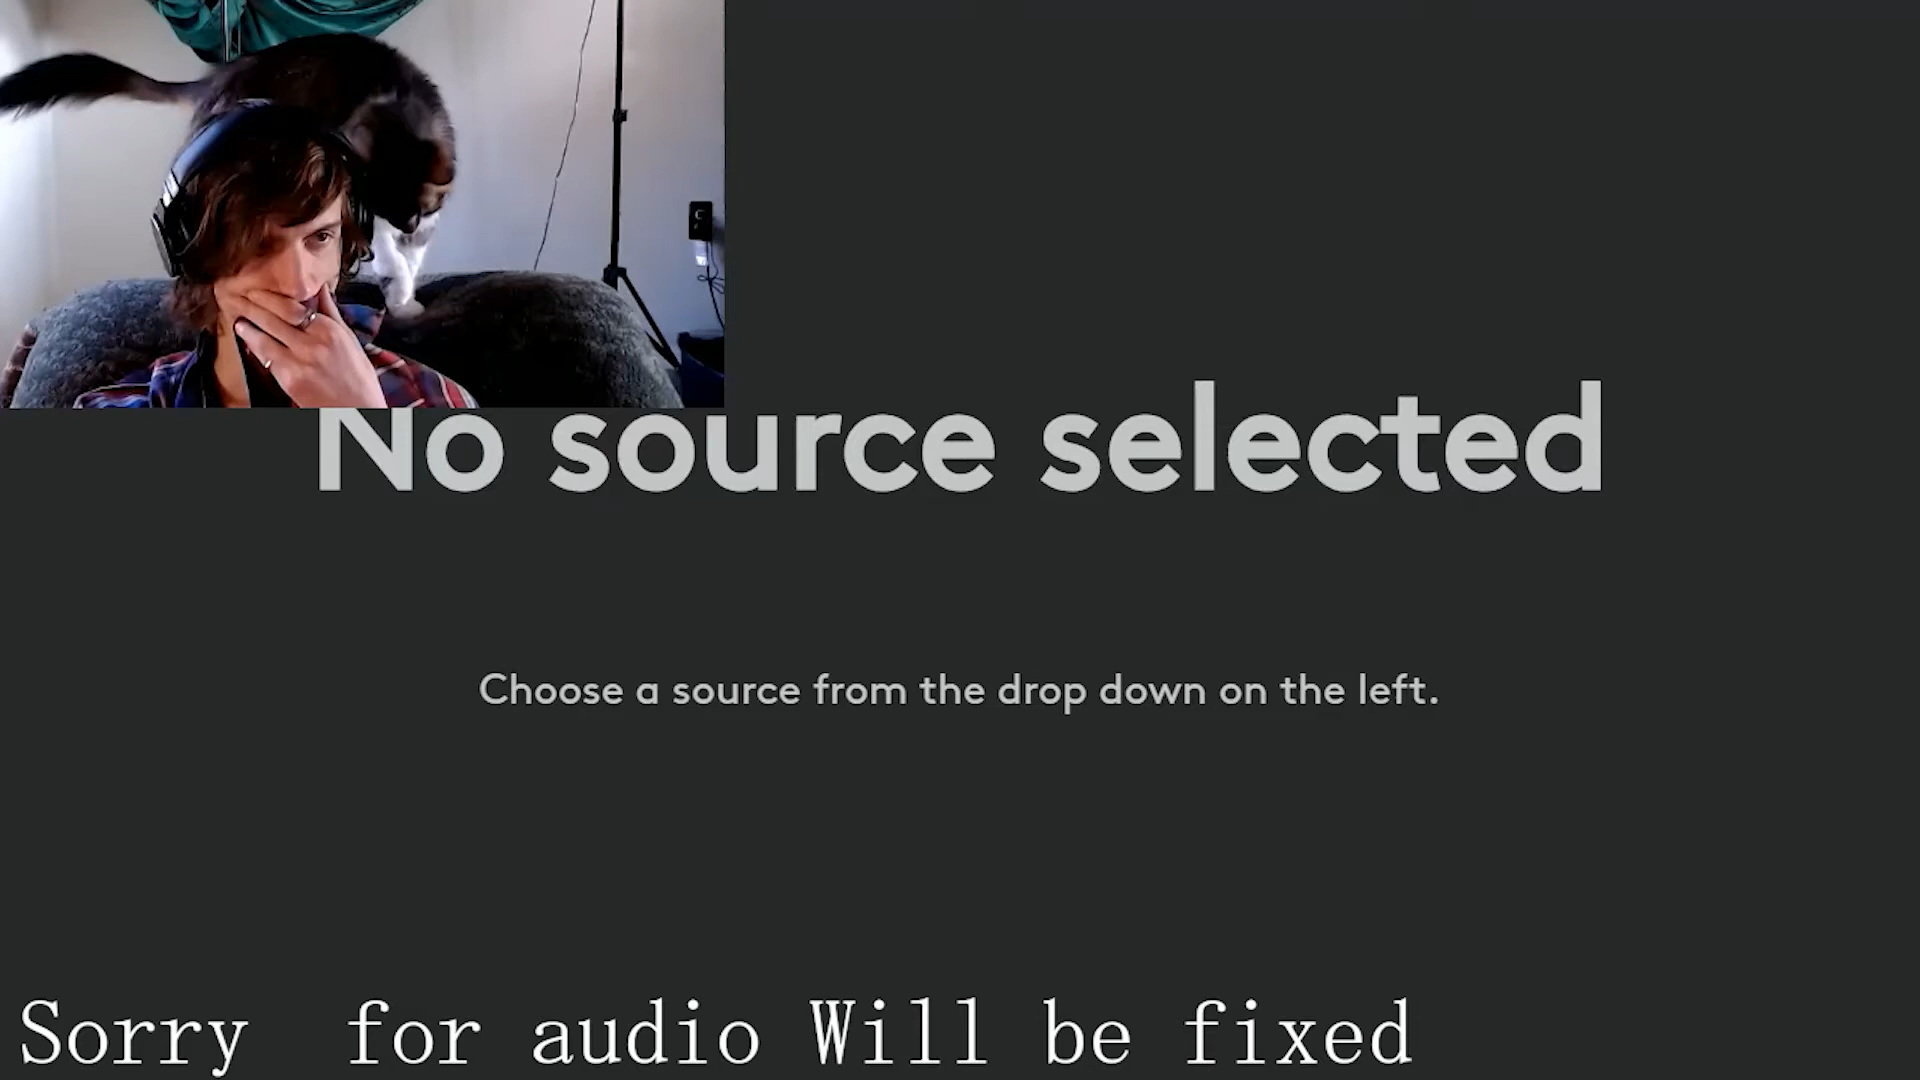 No source selected
Choose a source from the drop down on the left.
Sorry  for audio Will be fixed